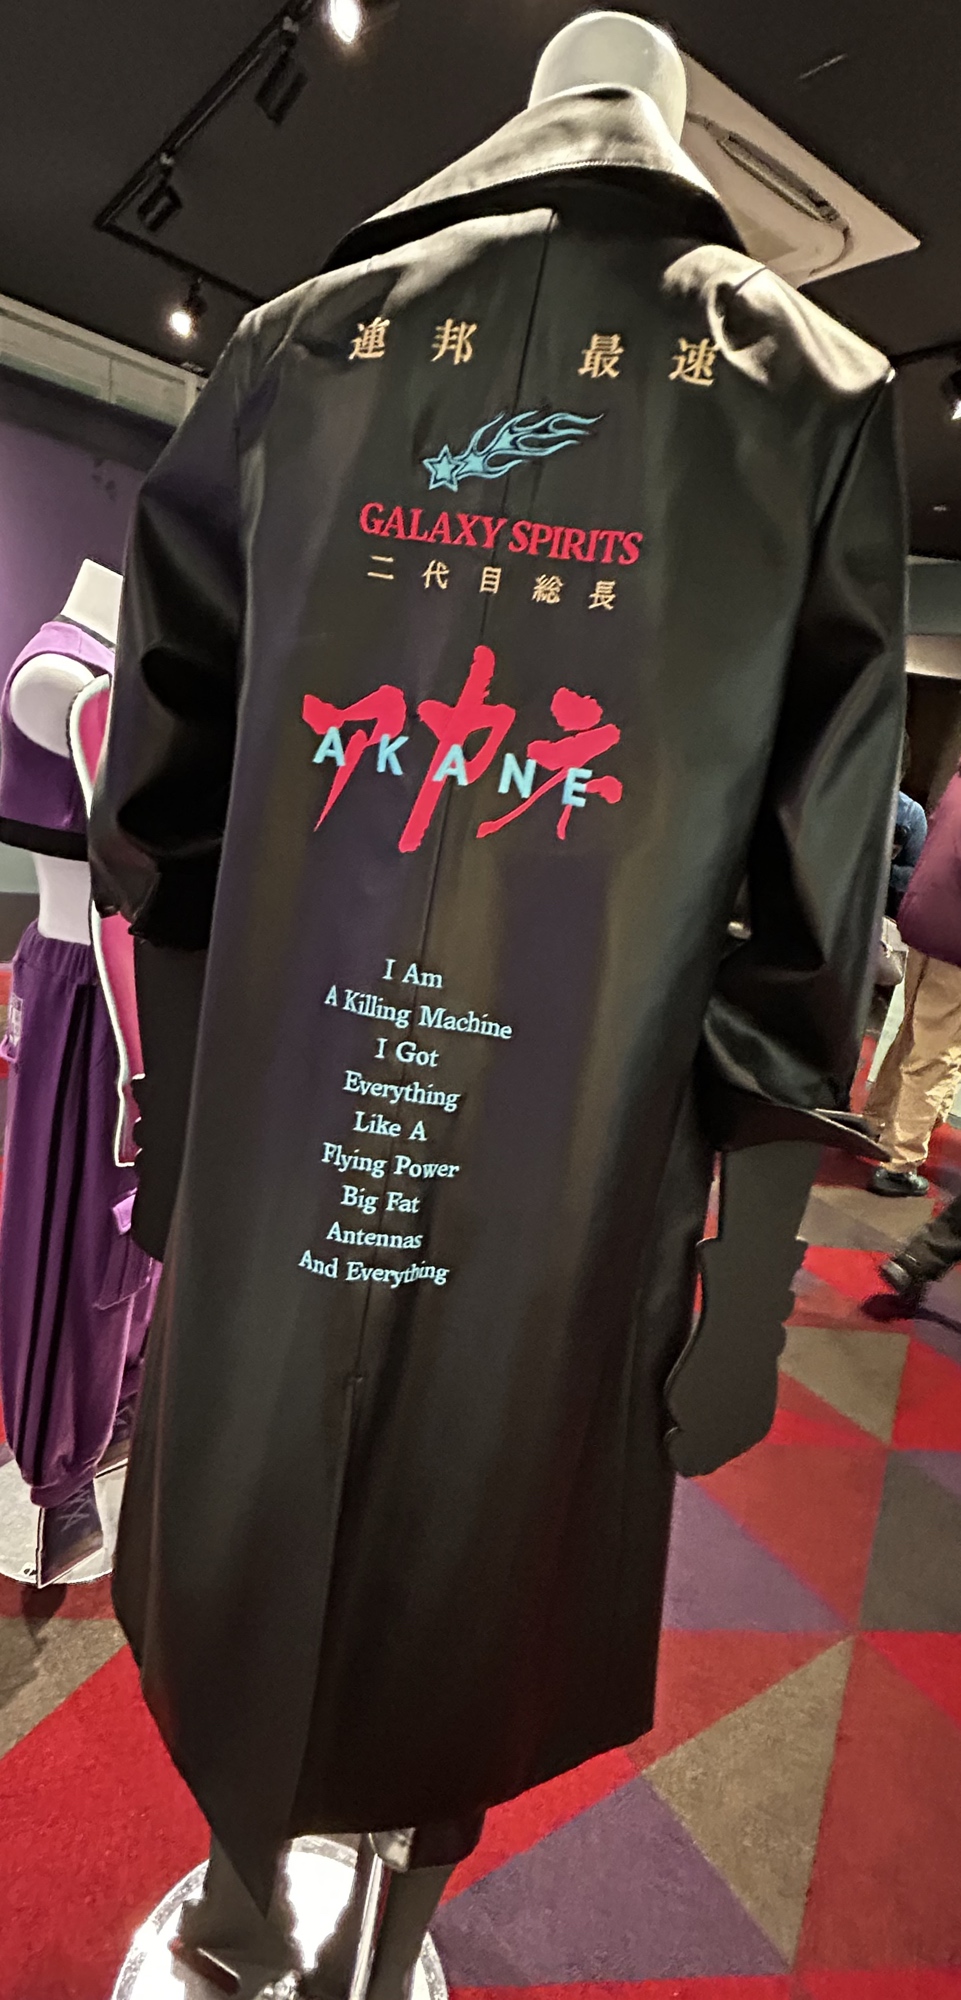 連邦 最速
GALAXY SPIRITS
二代目総長
アカネ
AKANE
I Am
A Killing Machine
I Got
Everything
Like A
Flying Power
Big Fat
Antennas
And Everything